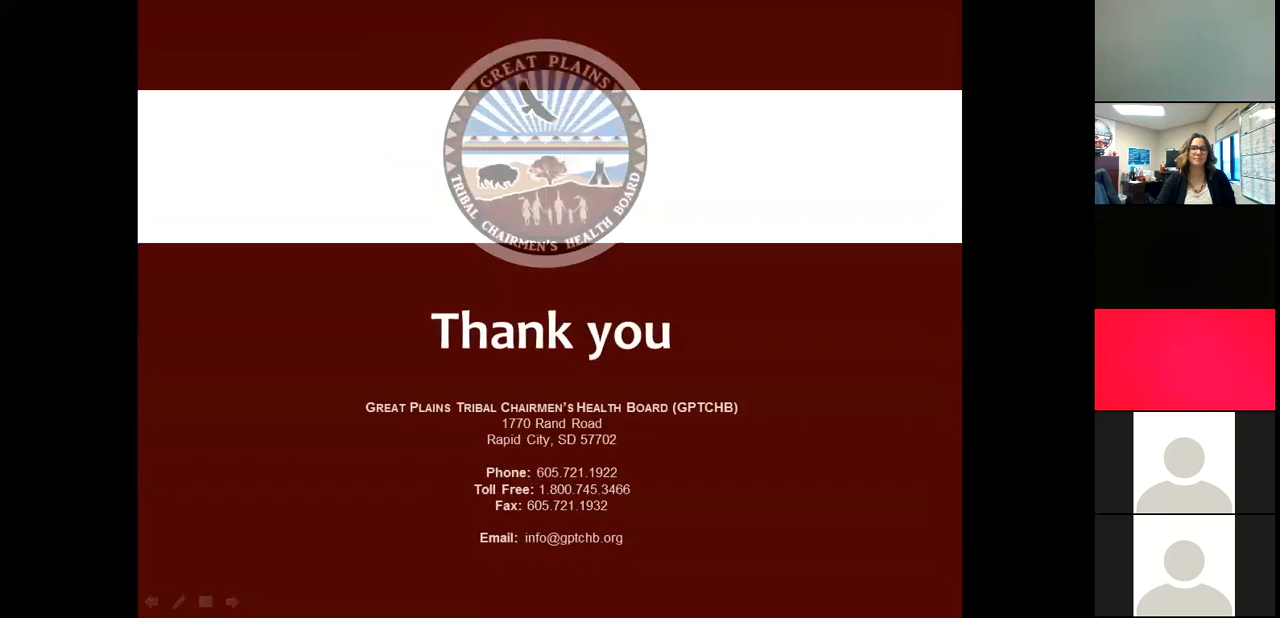 GREAT PLAINS
TRIBAL CHAIRMEN'S HEALTH BOARD
Thank you
GREAT PLAINS TRIBAL CHAIRMEN'S HEALTH BOARD (GPTCHB)
1770 Rand Road
Rapid City, SD 57702
Phone: 605.721.1922
Toll Free: 1.800.745.3466
Fax: 605.721.1932
Email: info@gptchb.org